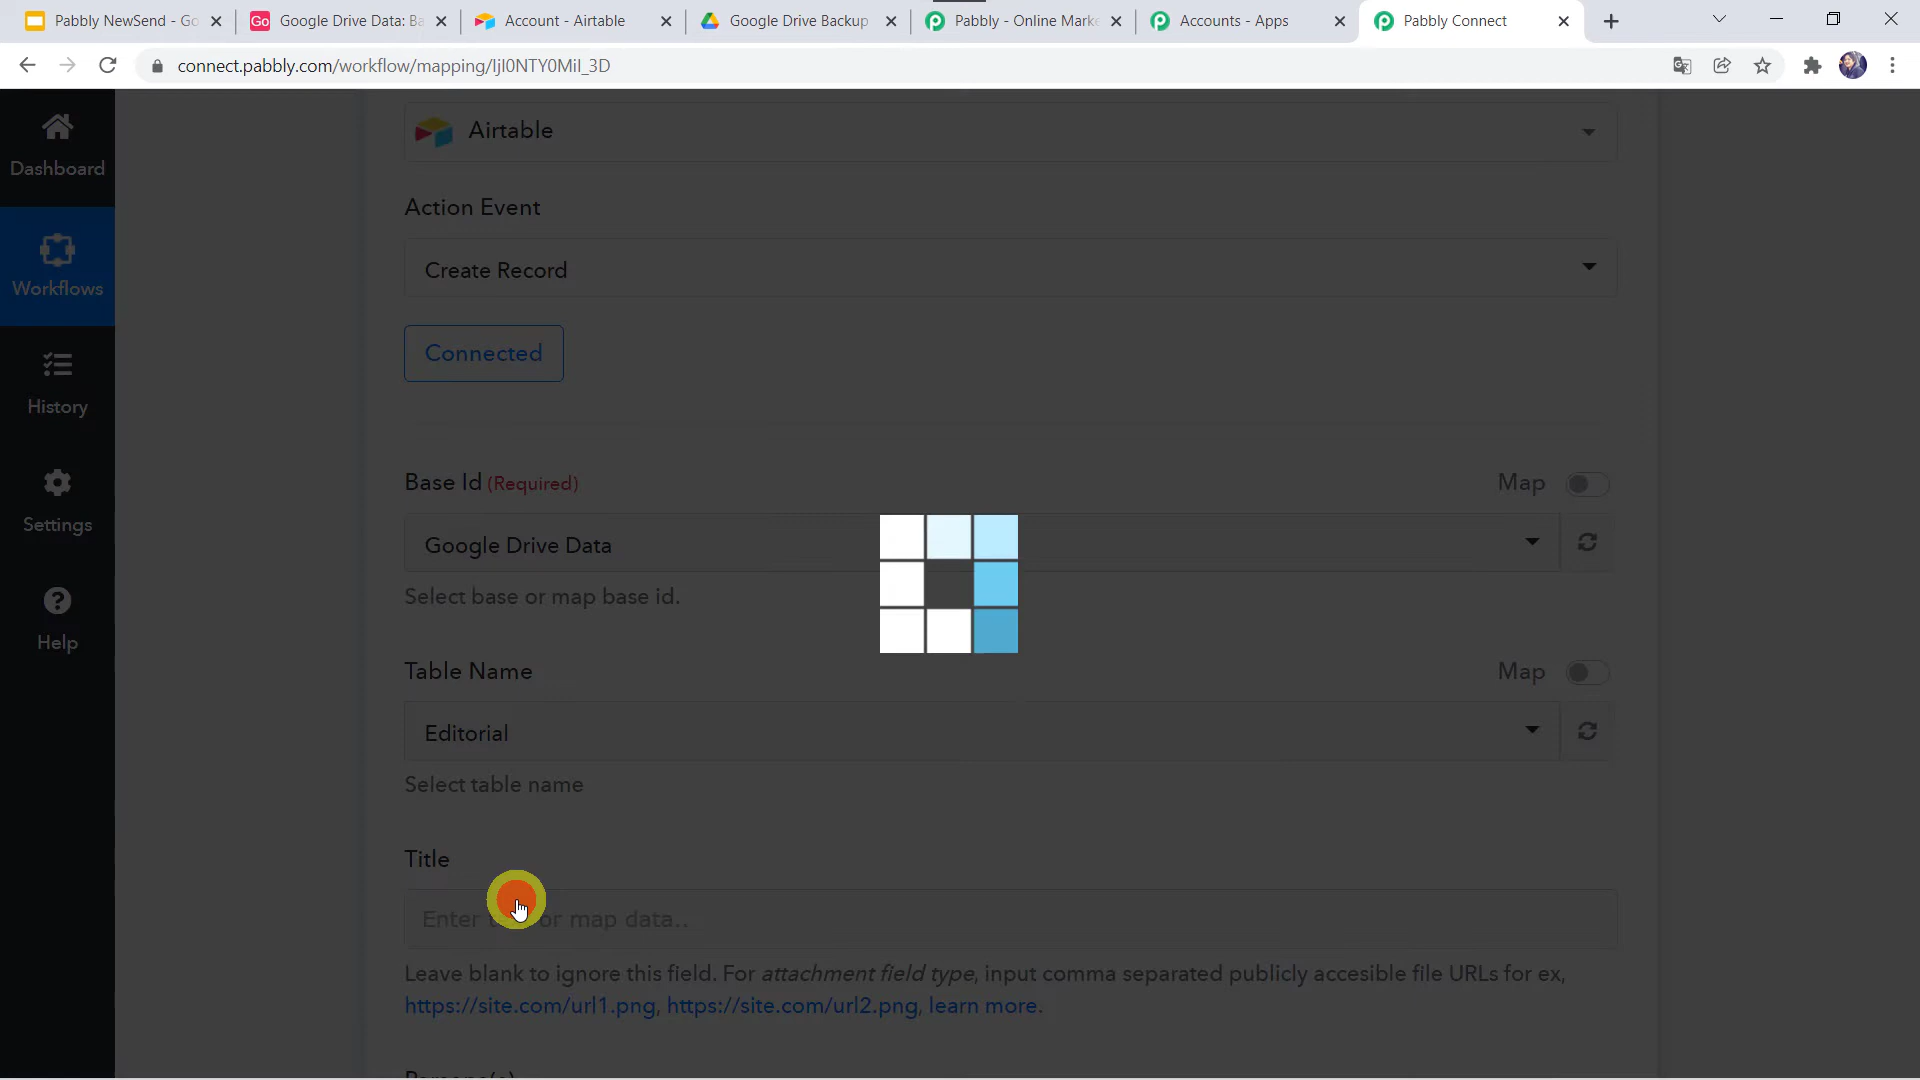 Pabbly NewSend - Go
Go Google Drive Data: Ba
Account - Airtable
Google Drive Backup
Pabbly - Online Marke
Accounts - Apps
Pabbly Connect
connect.pabbly.com/workflow/mapping/IjI0NTY0MiI_3D
Dashboard
Workflows
History
Settings
Help
Airtable
Action Event
Create Record
Connected
Base Id (Required)
Map
Google Drive Data
Select base or map base id.
Table Name
Map
Editorial
Select table name
Title
Enter or map data..
Leave blank to ignore this field. For attachment field type, input comma separated publicly accesible file URLs for ex,
https://site.com/url1.png, https://site.com/url2.png, learn more.